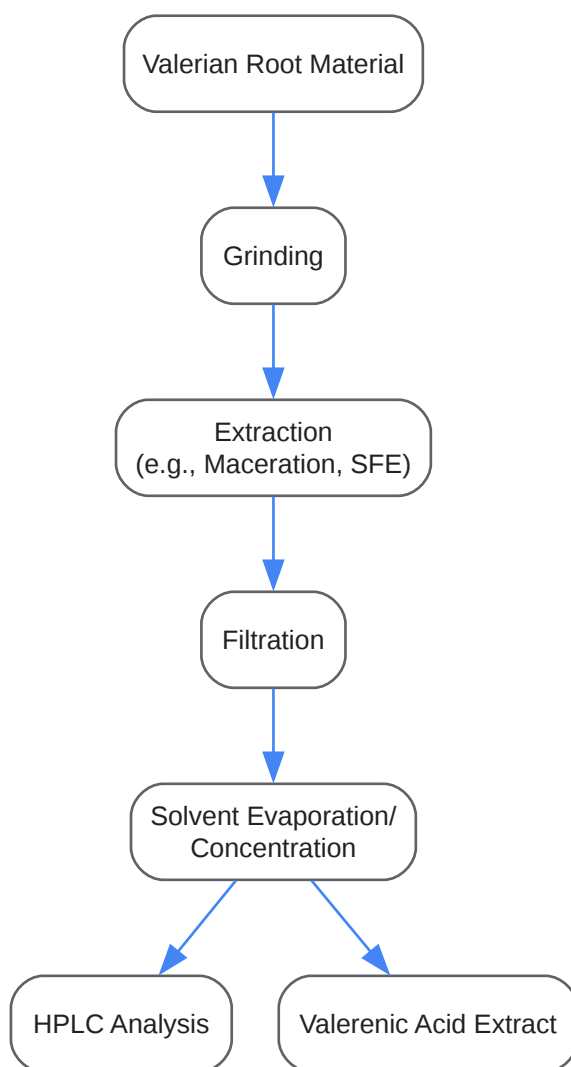 Valerian Root Material
Grinding
Extraction
(e.g., Maceration, SFE)
Filtration
Solvent Evaporation/
Concentration
HPLC Analysis
Valerenic Acid Extract